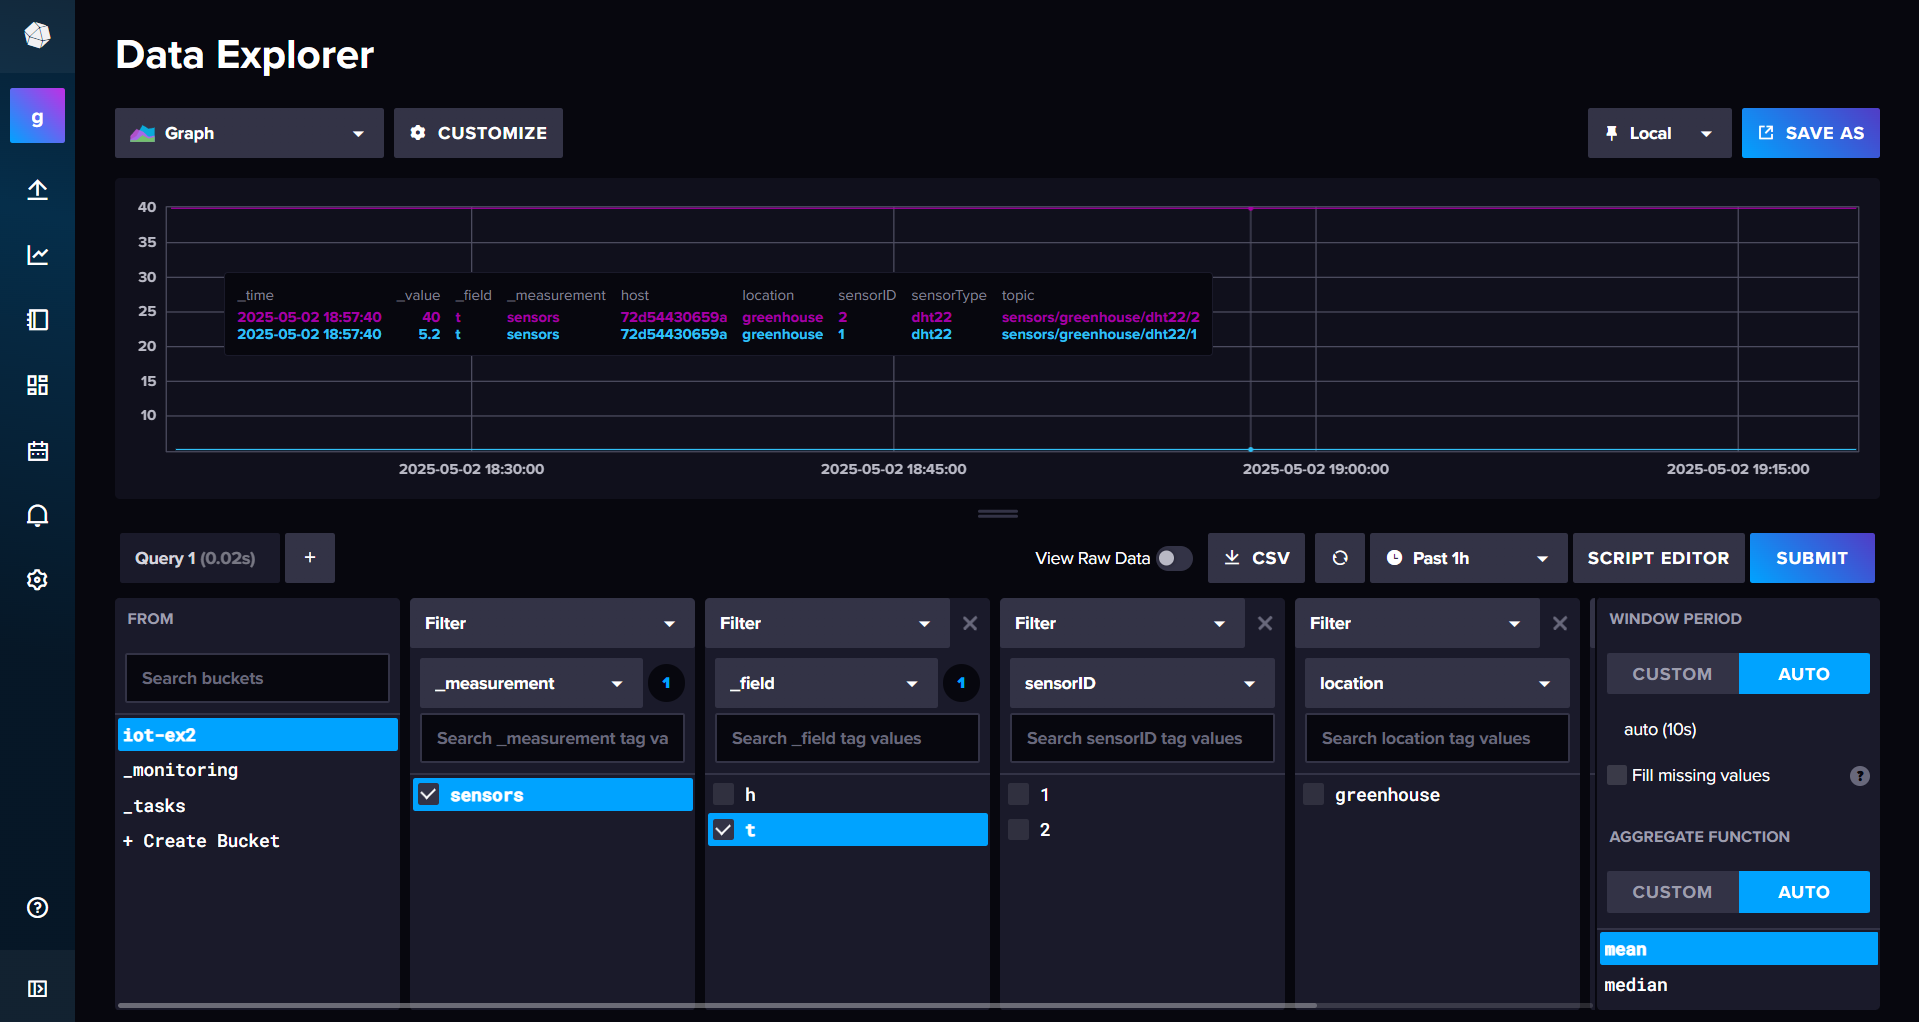 Data Explorer
g
Graph
CUSTOMIZE
Local
SAVE AS
40
35
30
25
20
15
10
_time _value _field _measurement host location sensorID sensorType topic
2025-05-02 18:57:40 40 t sensors 72d54430659a greenhouse 2 dht22 sensors/greenhouse/dht22/2
2025-05-02 18:57:40 5.2 t sensors 72d54430659a greenhouse 1 dht22 sensors/greenhouse/dht22/1
2025-05-02 18:30:00 2025-05-02 18:45:00 2025-05-02 19:00:00 2025-05-02 19:15:00
Query 1 (0.02s)
+
View Raw Data
CSV
Past 1h
SCRIPT EDITOR
SUBMIT
FROM
Search buckets
iot-ex2
_monitoring
_tasks
+ Create Bucket
Filter
_measurement
1
Search _measurement tag va
sensors
Filter
_field
1
Search _field tag values
h
t
Filter
sensorID
Search sensorID tag values
1
2
Filter
location
Search location tag values
greenhouse
WINDOW PERIOD
CUSTOM AUTO
auto (10s)
Fill missing values
?
AGGREGATE FUNCTION
CUSTOM AUTO
mean
median
?